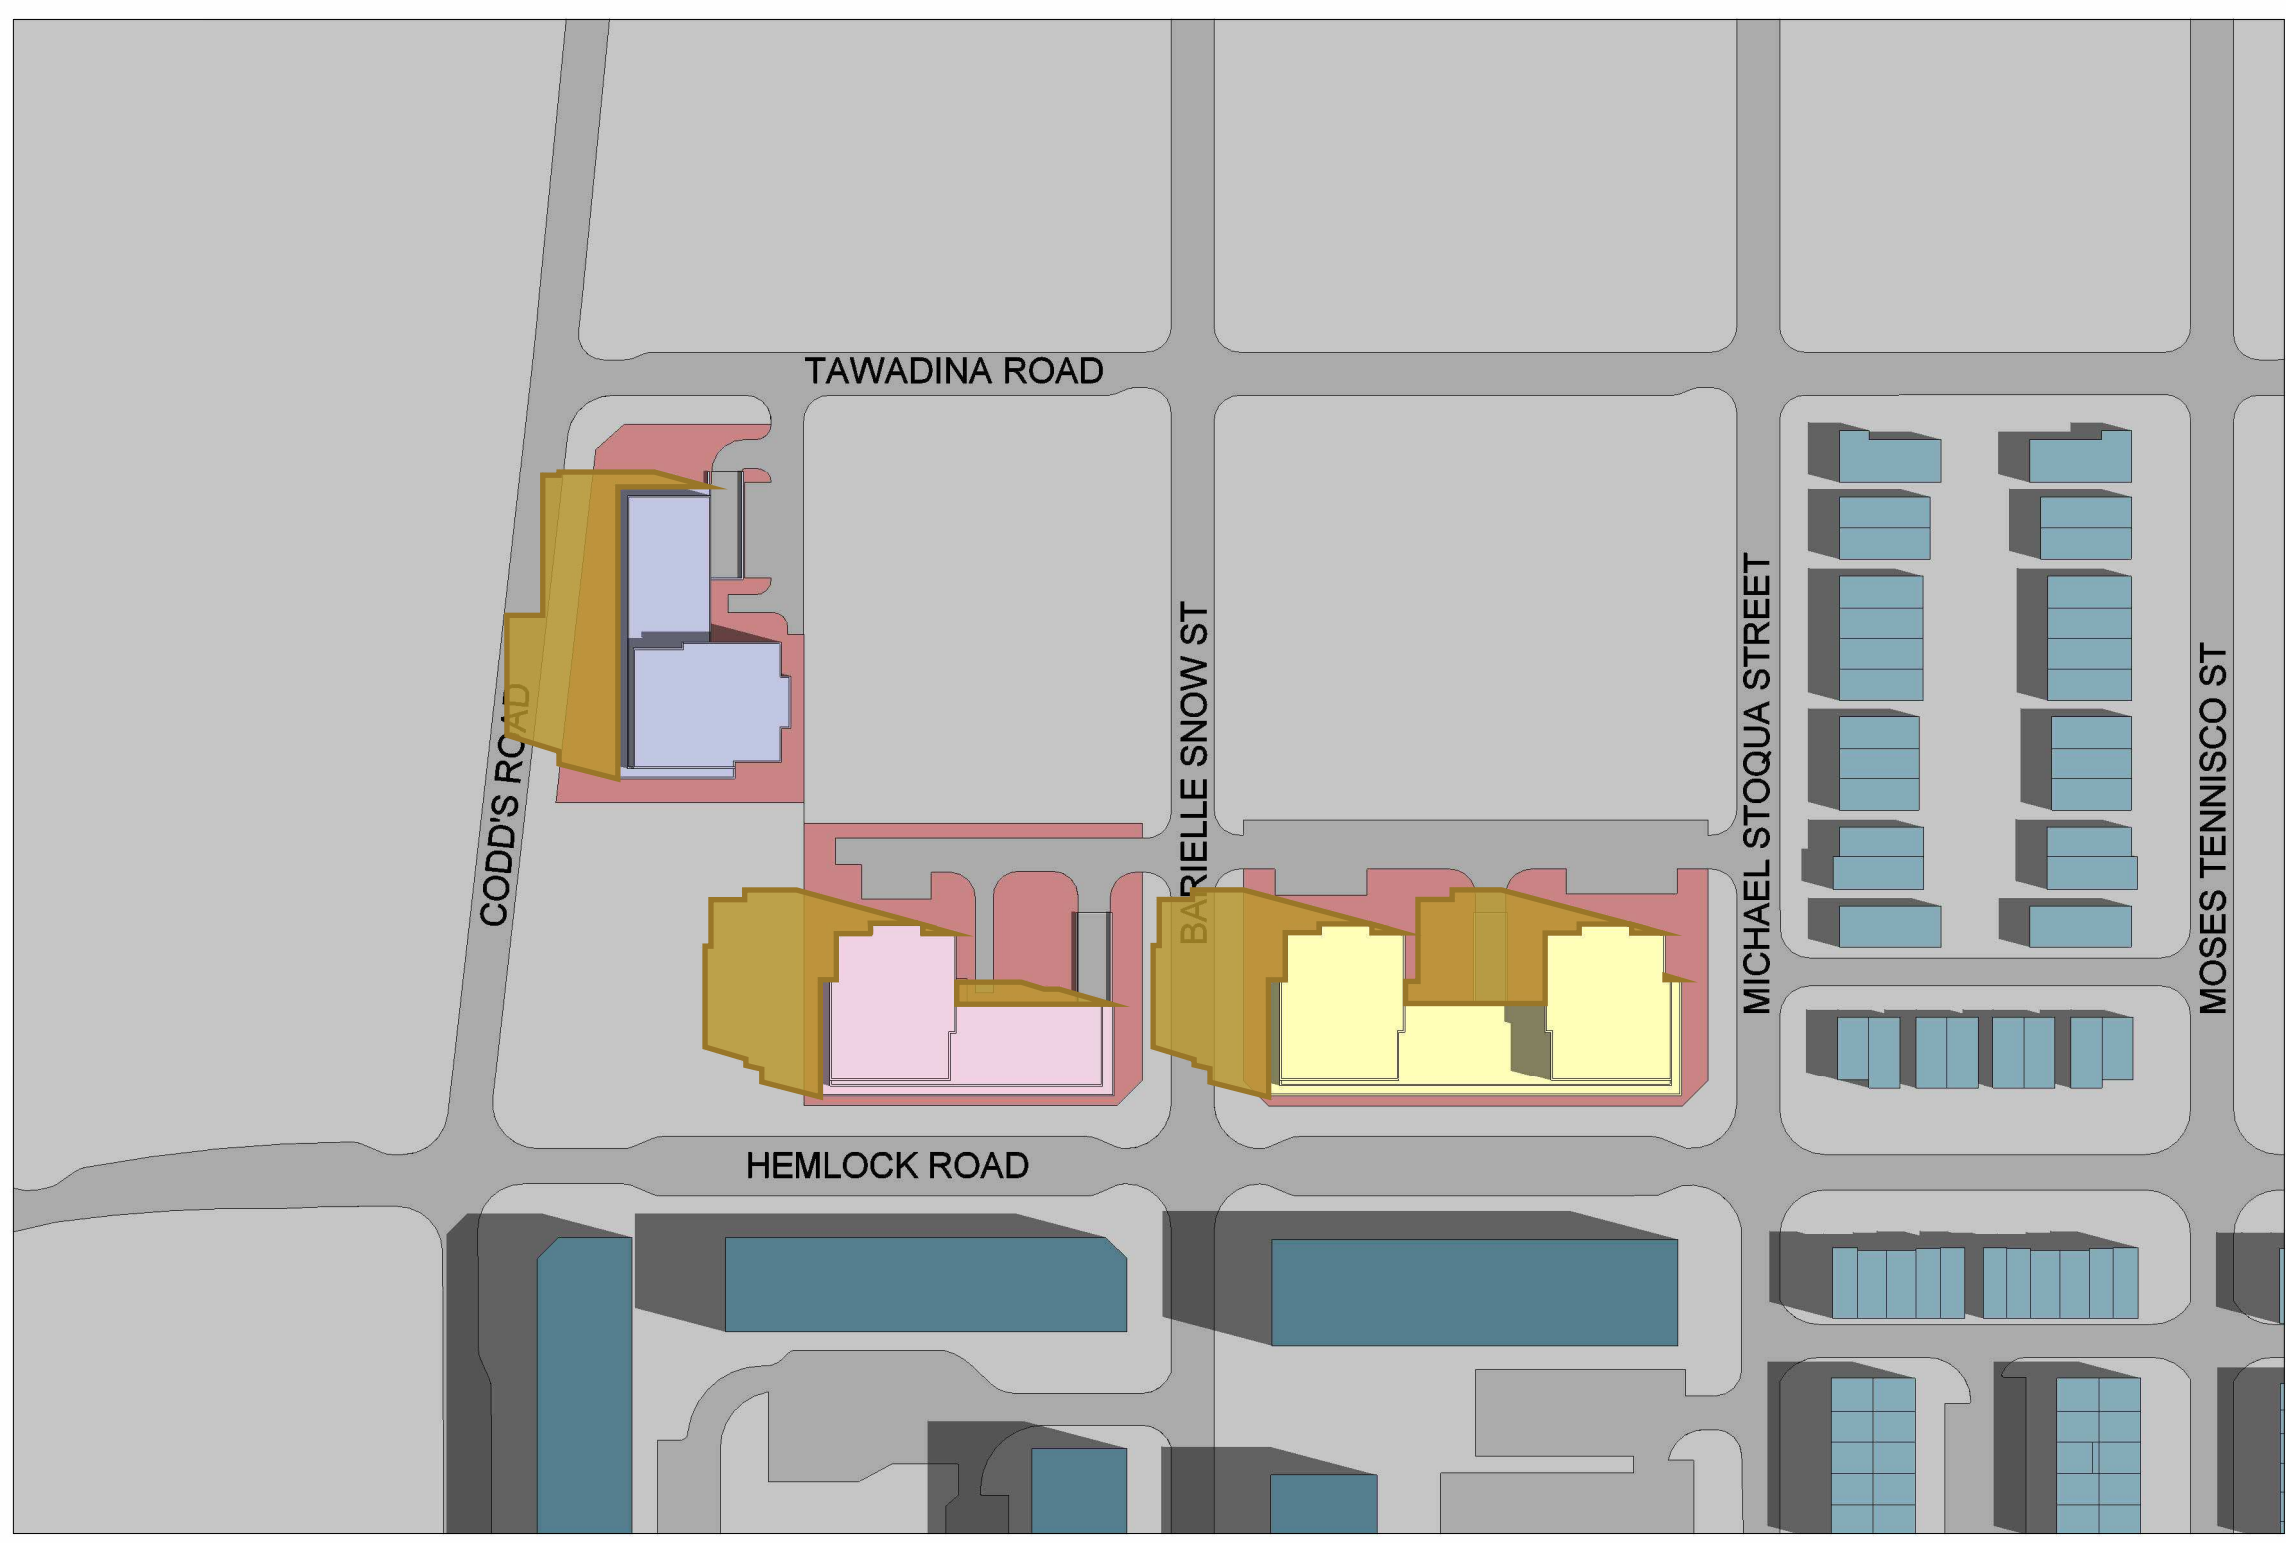 TAWADINA ROAD
CODD'S ROAD
BARIELLE SNOW ST
MICHAEL STOQUA STREET
MOSES TENNISCO ST
HEMLOCK ROAD